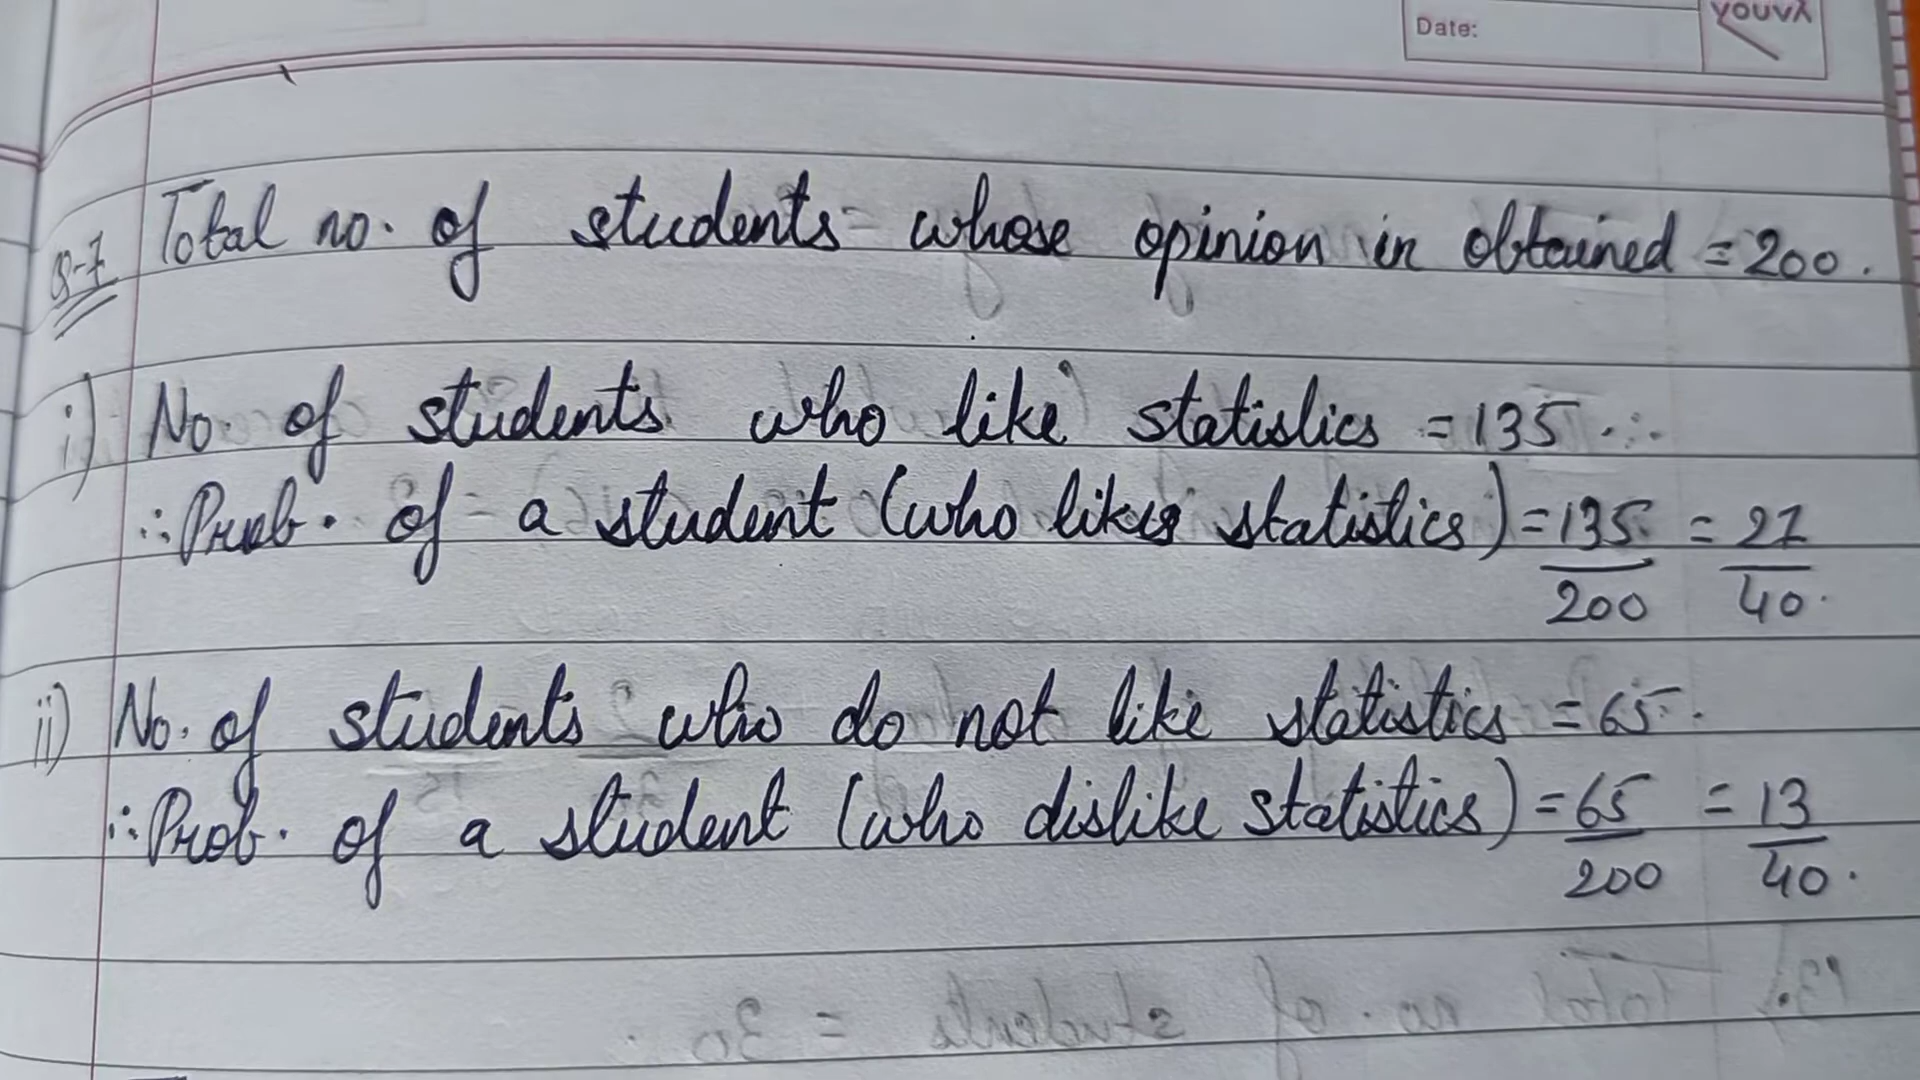 Date:
YOUVA
Q-7 Total no. of students whose opinion in obtained = 200.
i) No. of students who like statistics = 135.
∴ Prob. of a student (who likes statistics) = 135/200 = 27/40.
ii) No. of students who do not like statistics = 65.
∴ Prob. of a student (who dislike statistics) = 65/200 = 13/40.